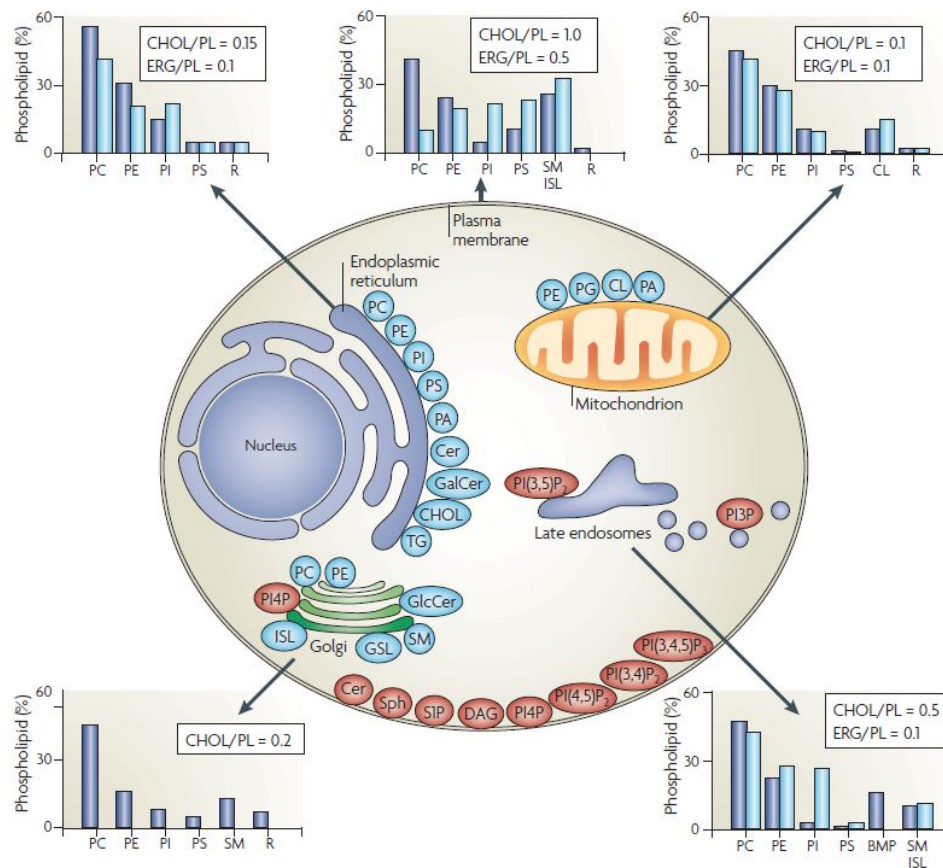 60
30
0
Phospholipid (%)
CHOL/PL = 0.15
ERG/PL = 0.1
PC PE PI PS R
60
30
0
Phospholipid (%)
CHOL/PL = 1.0
ERG/PL = 0.5
PC PE PI PS SM R
ISL
60
30
0
Phospholipid (%)
CHOL/PL = 0.1
ERG/PL = 0.1
PC PE PI PS CL R
Plasma
membrane
Endoplasmic
reticulum
PC
PE
PI
PS
PA
Cer
GalCer
CHOL
TG
Nucleus
PE PG CL PA
Mitochondrion
PI(3,5)P₂
Late endosomes
PI3P
PC PE
PI4P
GlcCer
ISL
Golgi
GSL
SM
Cer
Sph
S1P
DAG
PI4P
PI(4,5)P₂
PI(3,4)P₂
PI(3,4,5)P₃
60
30
0
Phospholipid (%)
CHOL/PL = 0.2
PC PE PI PS SM R
60
30
0
Phospholipid (%)
CHOL/PL = 0.5
ERG/PL = 0.1
PC PE PI PS BMP SM
ISL